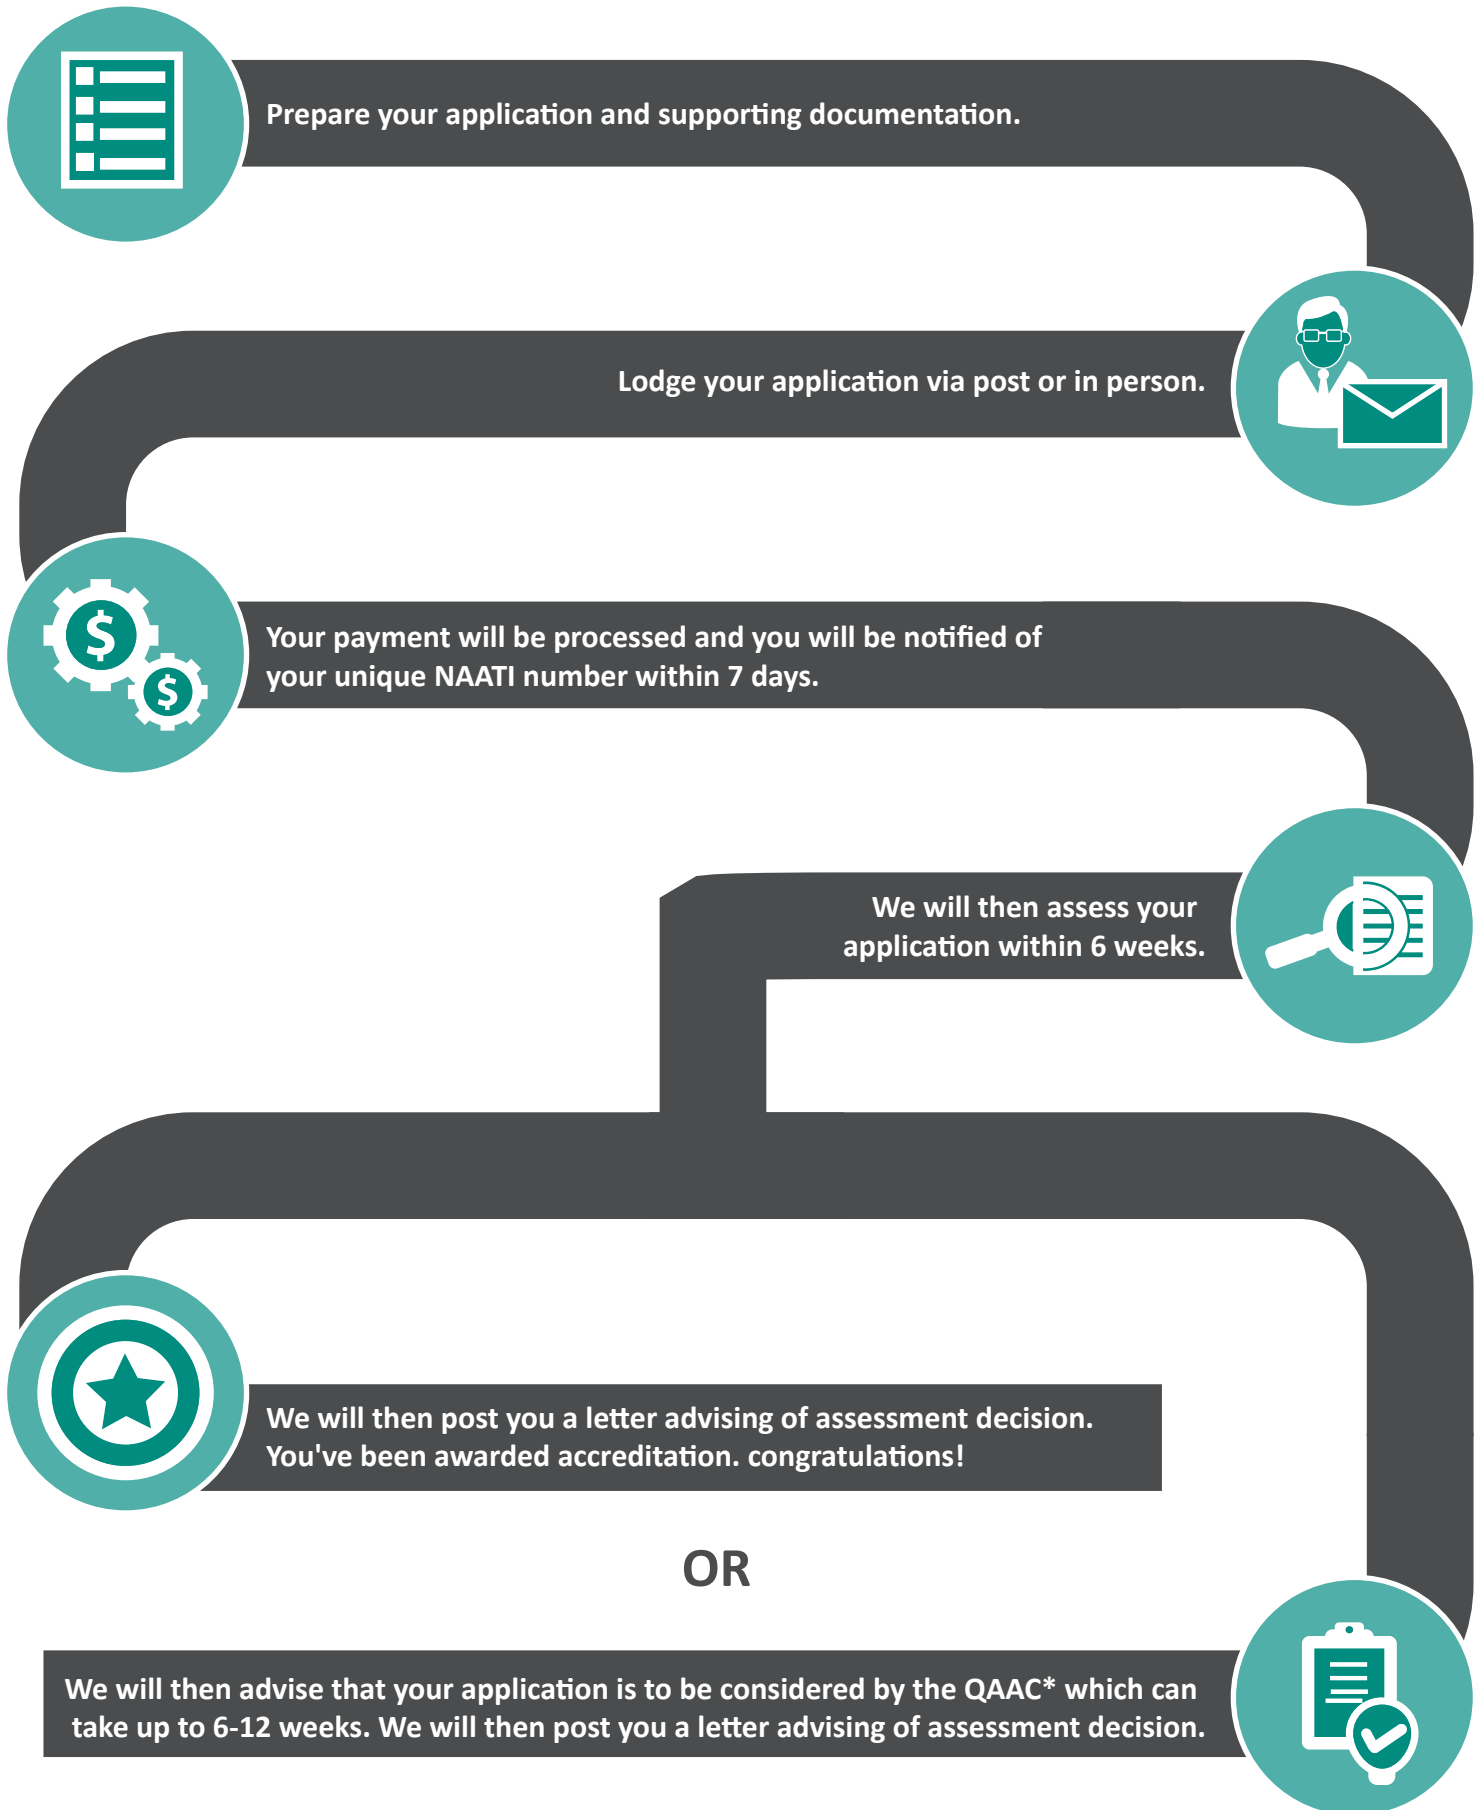 Prepare your application and supporting documentation.
Lodge your application via post or in person.
$
$
Your payment will be processed and you will be notified of
your unique NAATI number within 7 days.
We will then assess your
application within 6 weeks.
We will then post you a letter advising of assessment decision.
You've been awarded accreditation. congratulations!
OR
We will then advise that your application is to be considered by the QAAC* which can
take up to 6-12 weeks. We will then post you a letter advising of assessment decision.